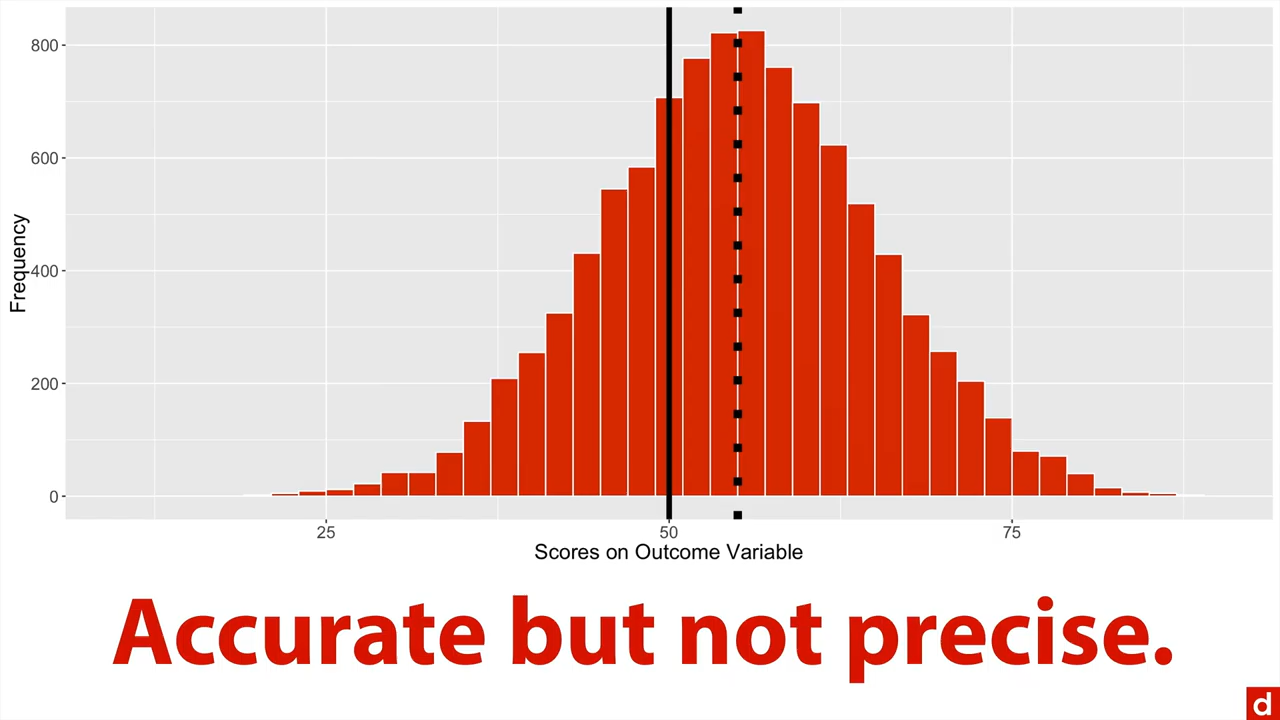 800
600
400
200
0
Frequency
25
50
75
Scores on Outcome Variable
Accurate but not precise.
d